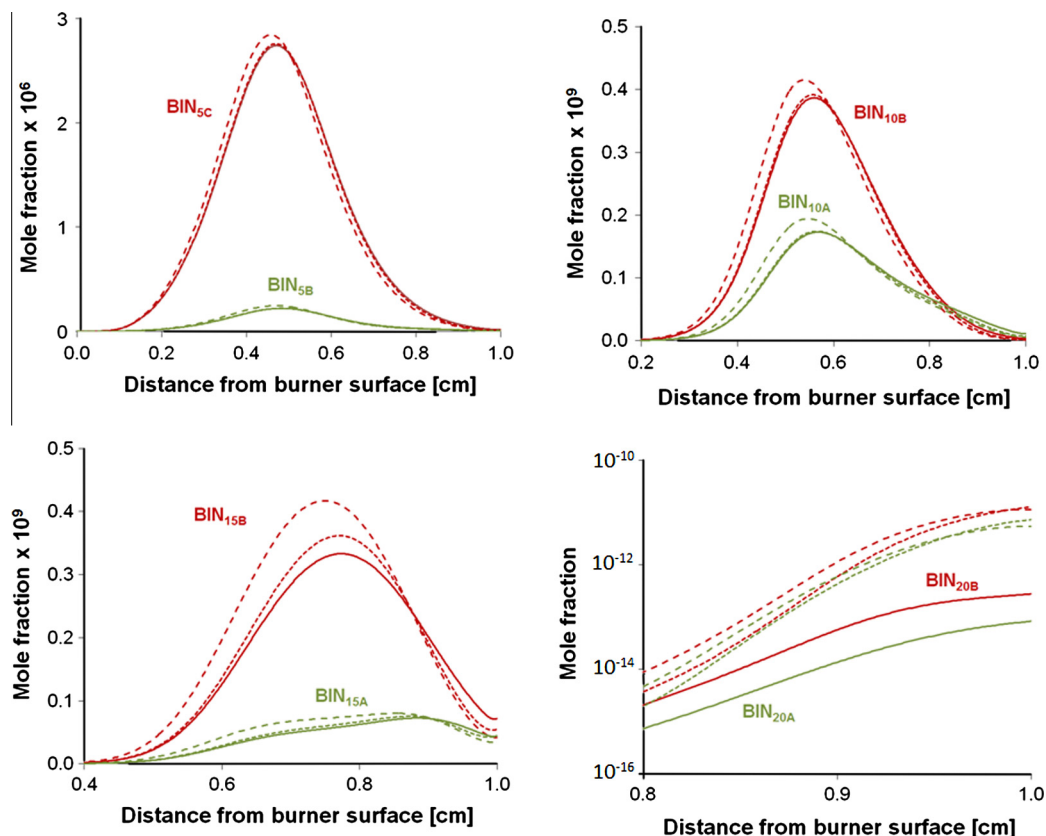 Mole fraction x 10⁶
3
2
1
0
BIN5C
BIN5B
0.0 0.2 0.4 0.6 0.8 1.0
Distance from burner surface [cm]
Mole fraction x 10⁹
0.5
0.4
0.3
0.2
0.1
0.0
BIN10B
BIN10A
0.2 0.4 0.6 0.8 1.0
Distance from burner surface [cm]
Mole fraction x 10⁹
0.5
0.4
0.3
0.2
0.1
0.0
BIN15B
BIN15A
0.4 0.6 0.8 1.0
Distance from burner surface [cm]
Mole fraction
10⁻¹⁰
10⁻¹²
10⁻¹⁴
10⁻¹⁶
BIN20B
BIN20A
0.8 0.9 1.0
Distance from burner surface [cm]